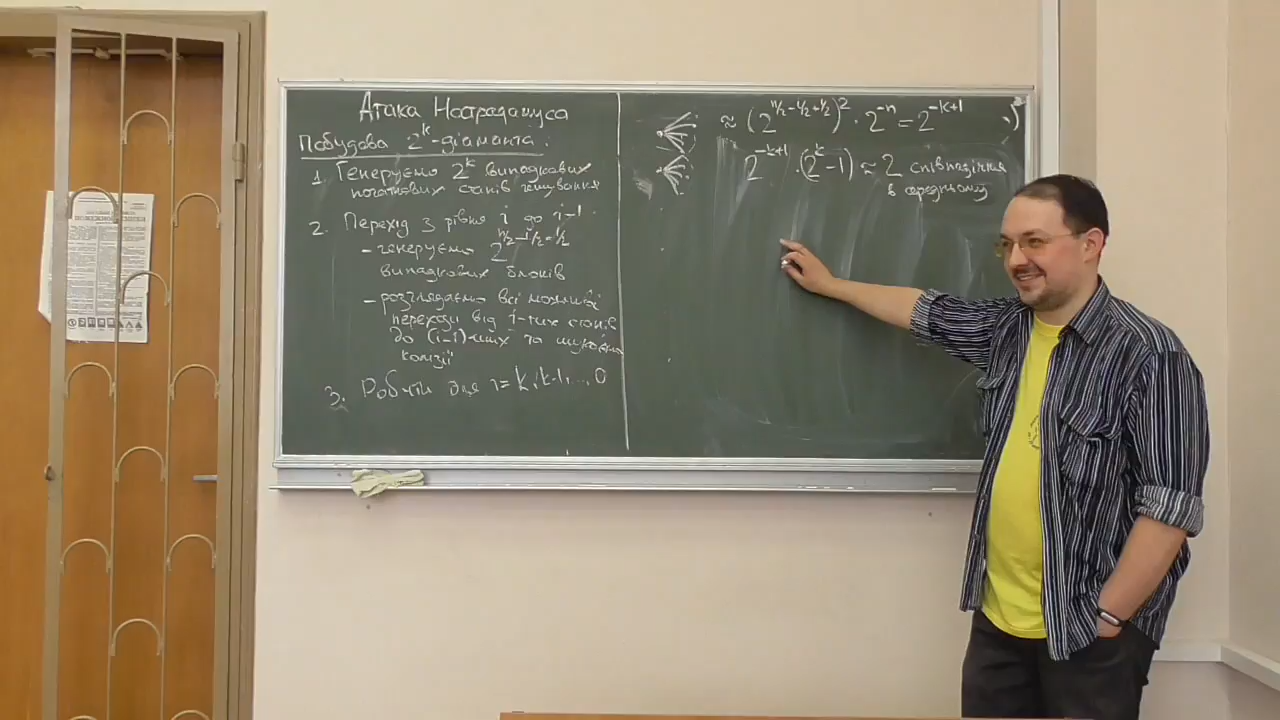 Атака Нострадамуса
Побудова 2^k-діаманта.
1. Генеруємо 2^k випадкових
початкових станів гешування
2. Перехід з рівня i до i-1.
- генеруємо 2^{n/2-1/2+1/2}
випадкових блоків
- розглядаємо всі можливі
переходи від i-тих станів
до (i-1)-их та шукаємо
колізії
3. Робити для i=k, k-1, ..., 0
≈ (2^{n/2-1/2+1/2})^2 · 2^{-n} = 2^{-k+1}
2^{-k+1} · (2^k-1) ≈ 2 співпадіння
в середньому